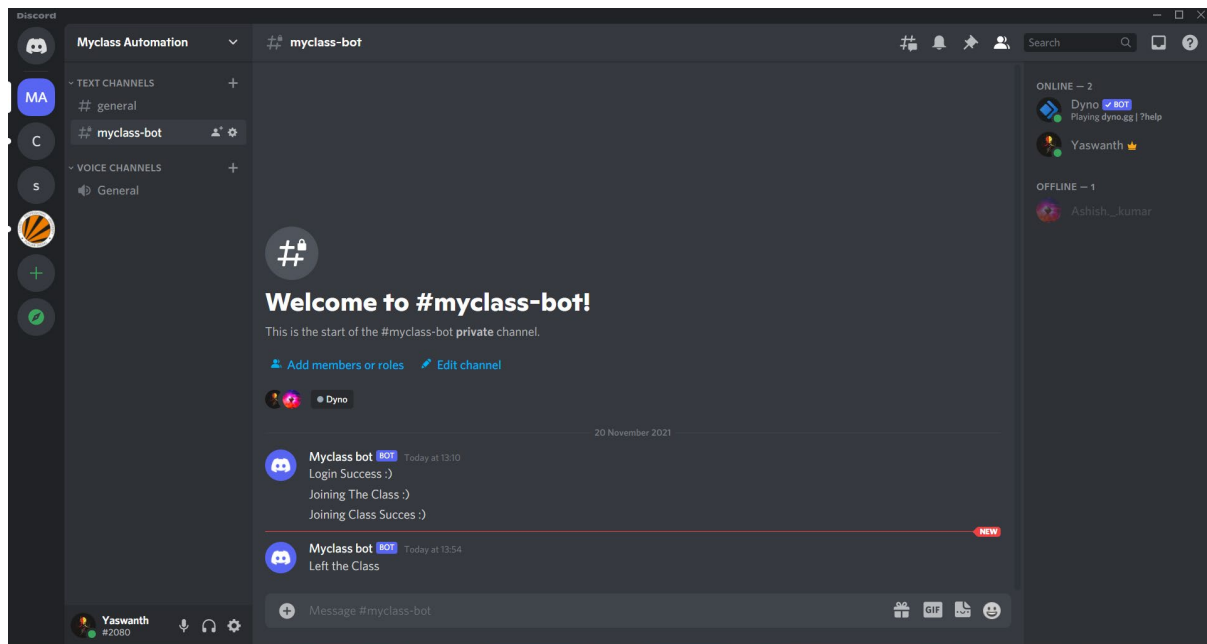 Discord
Myclass Automation
myclass-bot
Search
TEXT CHANNELS
general
myclass-bot
VOICE CHANNELS
General
MA
C
s
Welcome to #myclass-bot!
This is the start of the #myclass-bot private channel.
Add members or roles Edit channel
Dyno
20 November 2021
Myclass bot BOT Today at 13:10
Login Success :)
Joining The Class :)
Joining Class Succes :)
NEW
Myclass bot BOT Today at 13:54
Left the Class
Message #myclass-bot
GIF
Yaswanth
#2080
ONLINE — 2
Dyno BOT
Playing dyno.gg | ?help
Yaswanth
OFFLINE — 1
Ashish._.kumar